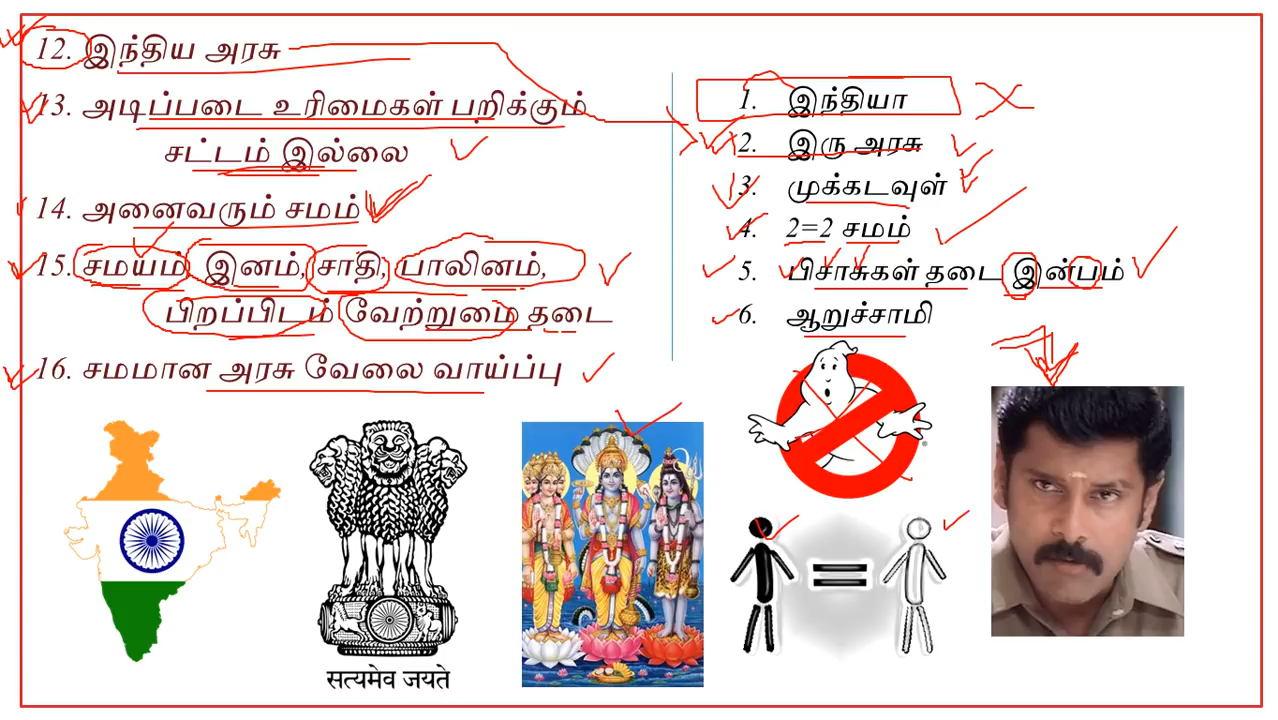 12. இந்திய அரசு
13. அடிப்படை உரிமைகள் பறிக்கும்
சட்டம் இல்லை
14. அனைவரும் சமம்
15. சமயம், இனம், சாதி, பாலினம்,
பிறப்பிடம் வேற்றுமை தடை
16. சமமான அரசு வேலை வாய்ப்பு
1. இந்தியா
2. இரு அரசு
3. முக்கடவுள்
4. 2=2 சமம்
5. பிசாசுகள் தடை இன்பம்
6. ஆறுச்சாமி
सत्यमेव जयते